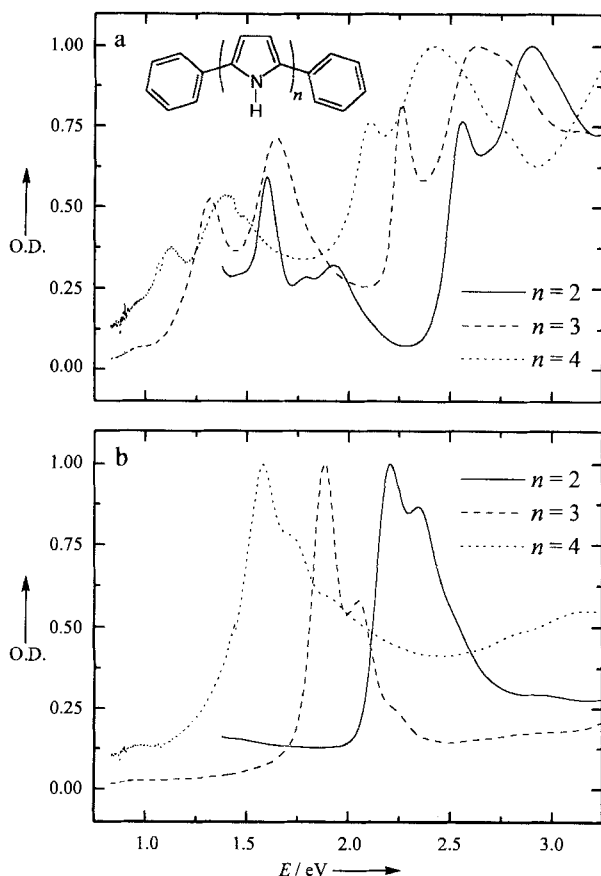 a
n
N
H
1.00
0.75
0.50
O.D.
0.25
0.00
n = 2
n = 3
n = 4
b
1.00
0.75
0.50
O.D.
0.25
0.00
n = 2
n = 3
n = 4
1.0 1.5 2.0 2.5 3.0
E / eV